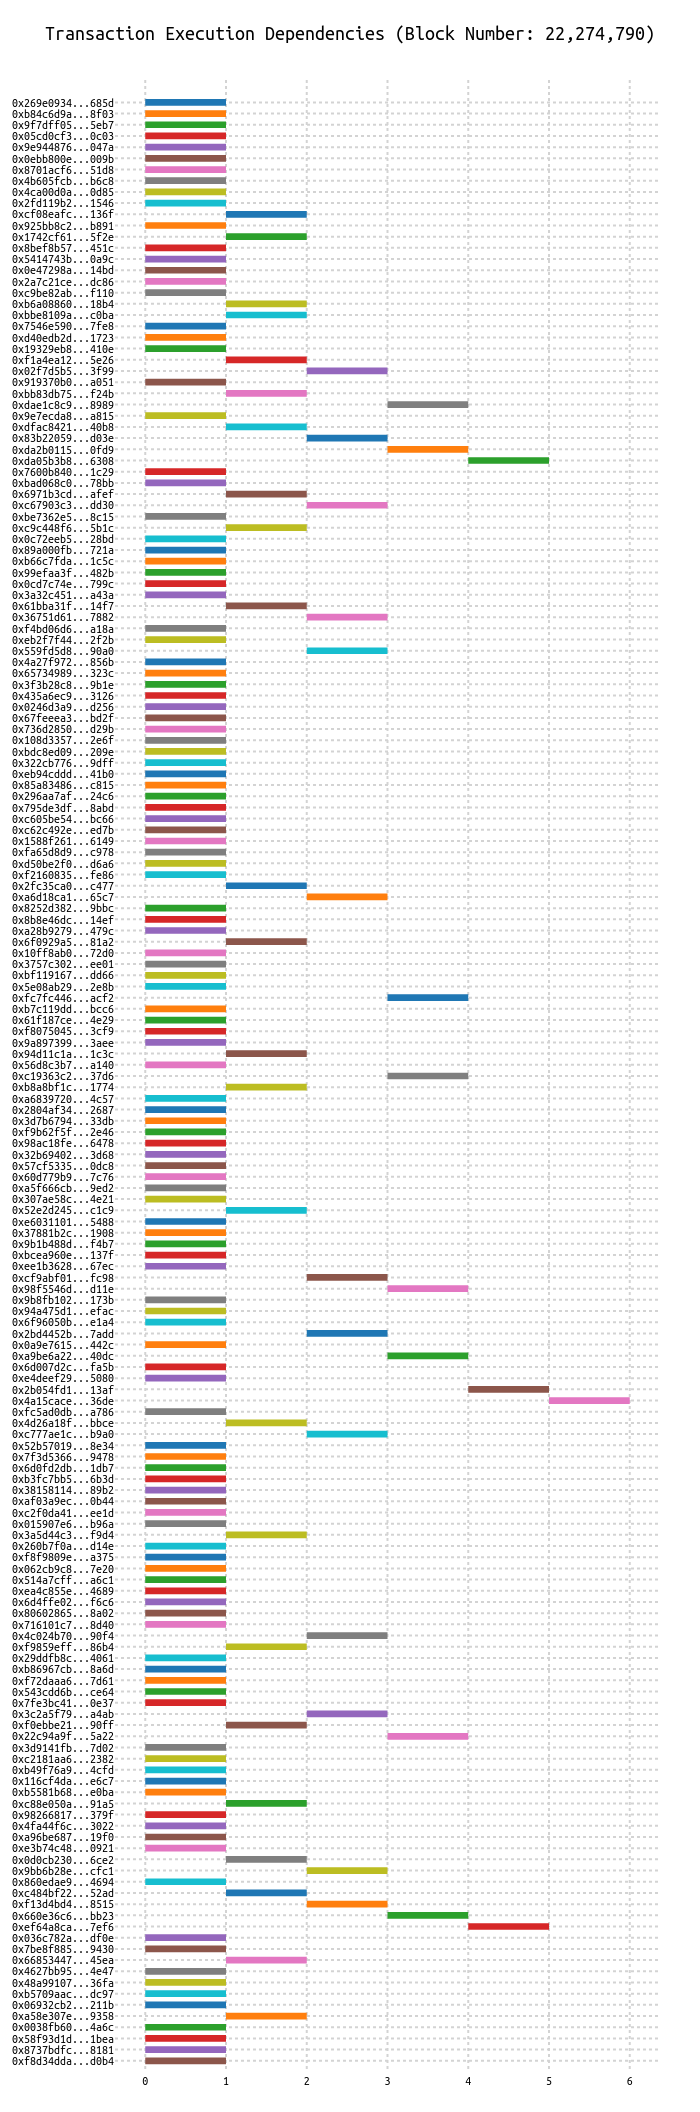 Transaction Execution Dependencies (Block Number: 22,274,790)
0x269e0934...685d
0xb84c6d9a...8f03
0x9f7dff05...5eb7
0x05cd0cf3...0c03
0x9e944876...047a
0x0ebb800e...009b
0x8701acf6...51d8
0x4b605fcb...b6c8
0x4ca00d0a...0d85
0x2fd119b2...1546
0xcf08eafc...136f
0x925bb8c2...b891
0x1742cf61...5f2e
0x8bef8b57...451c
0x5414743b...0a9c
0x0e47298a...14bd
0x2a7c21ce...dc86
0xc9be82ab...f110
0xb6a08860...18b4
0xbbe8109a...c0ba
0x7546e590...7fe8
0xd40edb2d...1723
0x19329eb8...410e
0xf1a4ea12...5e26
0x02f7d5b5...3f99
0x919370b0...a051
0xbb83db75...f24b
0xdae1c8c9...8989
0x9e7ecda8...a815
0xdfac8421...40b8
0x83b22059...d03e
0xda2b0115...0fd9
0xda05b3b8...6308
0x7600b840...1c29
0xbad068c0...78bb
0x6971b3cd...afef
0xc67903c3...dd30
0xbe7362e5...8c15
0xc9c448f6...5b1c
0x0c72eeb5...28bd
0x89a000fb...721a
0xb66c7fda...1c5c
0x99efaa3f...482b
0x0cd7c74e...799c
0x3a32c451...a43a
0x61bba31f...14f7
0x36751d61...7882
0xf4bd06d6...a18a
0xeb2f7f44...2f2b
0x559fd5d8...90a0
0x4a27f972...856b
0x65734989...323c
0x3f3b28c8...9b1e
0x435a6ec9...3126
0x0246d3a9...d256
0x67feeea3...bd2f
0x736d2850...d29b
0x108d3357...2e6f
0xbdc8ed09...209e
0x322cb776...9dff
0xeb94cddd...41b0
0x85a83486...c815
0x296aa7af...24c6
0x795de3df...8abd
0xc605be54...bc66
0xc62c492e...ed7b
0x1588f261...6149
0xfa65d8d9...c978
0xd50be2f0...d6a6
0xf2160835...fe86
0x2fc35ca0...c477
0xa6d18ca1...65c7
0x8252d382...9bbc
0x8b8e46dc...14ef
0xa28b9279...479c
0x6f0929a5...81a2
0x10ff8ab0...72d0
0x3757c302...ee01
0xbf119167...dd66
0x5e08ab29...2e8b
0xfc7fc446...acf2
0xb7c119dd...bcc6
0x61f187ce...4e29
0xf8075045...3cf9
0x9a897399...3aee
0x94d11c1a...1c3c
0x56d8c3b7...a140
0xc19363c2...37d6
0xb8a8bf1c...1774
0xa6839720...4c57
0x2804af34...2687
0x3d7b6794...33db
0xf9b62f5f...2e46
0x98ac18fe...6478
0x32b69402...3d68
0x57cf5335...0dc8
0x60d779b9...7c76
0xa5f666cb...9ed2
0x307ae58c...4e21
0x52e2d245...c1c9
0xe6031101...5488
0x37881b2c...1908
0x9b1b488d...f4b7
0xbcea960e...137f
0xee1b3628...67ec
0xcf9abf01...fc98
0x98f5546d...d11e
0x9b8fb102...173b
0x94a475d1...efac
0x6f96050b...e1a4
0x2bd4452b...7add
0x0a9e7615...442c
0xa9be6a22...40dc
0x6d007d2c...fa5b
0xe4deef29...5080
0x2b054fd1...13af
0x4a15cace...36de
0xfc5ad0db...a786
0x4d26a18f...bbce
0xc777ae1c...b9a0
0x52b57019...8e34
0x7f3d5366...9478
0x6d0fd2db...1db7
0xb3fc7bb5...6b3d
0x38158114...89b2
0xaf03a9ec...0b44
0xc2f0da41...ee1d
0x015907e6...b96a
0x3a5d44c3...f9d4
0x260b7f0a...d14e
0xf8f9809e...a375
0x062cb9c8...7e20
0x514a7cff...a6c1
0xea4c855e...4689
0x6d4ffe02...f6c6
0x80602865...8a02
0x716101c7...8d40
0x4c024b70...90f4
0xf9859eff...86b4
0x29ddfb8c...4061
0xb86967cb...8a6d
0xf72daaa6...7d61
0x543cdd6b...ce64
0x7fe3bc41...0e37
0x3c2a5f79...a4ab
0xf0ebbe21...90ff
0x22c94a9f...5a22
0x3d9141fb...7d02
0xc2181aa6...2382
0xb49f76a9...4cfd
0x116cf4da...e6c7
0xb5581b68...e0ba
0xc88e050a...91a5
0x98266817...379f
0x4fa44f6c...3022
0xa96be687...19f0
0xe3b74c48...0921
0x0d0cb230...6ce2
0x9bb6b28e...cfc1
0x860edae9...4694
0xc484bf22...52ad
0xf13d4bd4...8515
0x660e36c6...bb23
0xef64a8ca...7ef6
0x036c782a...df0e
0x7be8f885...9430
0x66853447...45ea
0x4627bb95...4e47
0x48a99107...36fa
0xb5709aac...dc97
0x06932cb2...211b
0xa58e307e...9358
0x0038fb60...4a6c
0x58f93d1d...1bea
0x8737bdfc...8181
0xf8d34dda...d0b4
0 1 2 3 4 5 6